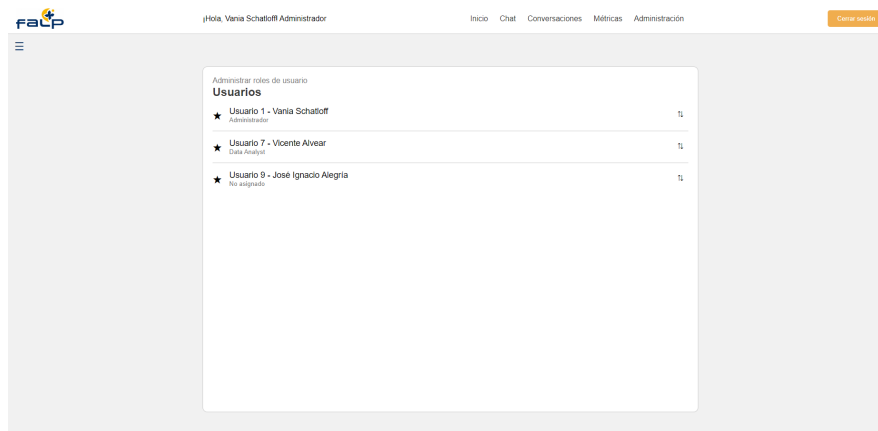 falp
¡Hola, Vania Schatloff! Administrador
Inicio Chat Conversaciones Métricas Administración
Cerrar sesión
Administrar roles de usuario
Usuarios
Usuario 1 - Vania Schatloff
Administrador
Usuario 7 - Vicente Alvear
Data Analyst
Usuario 9 - José Ignacio Alegría
No asignado